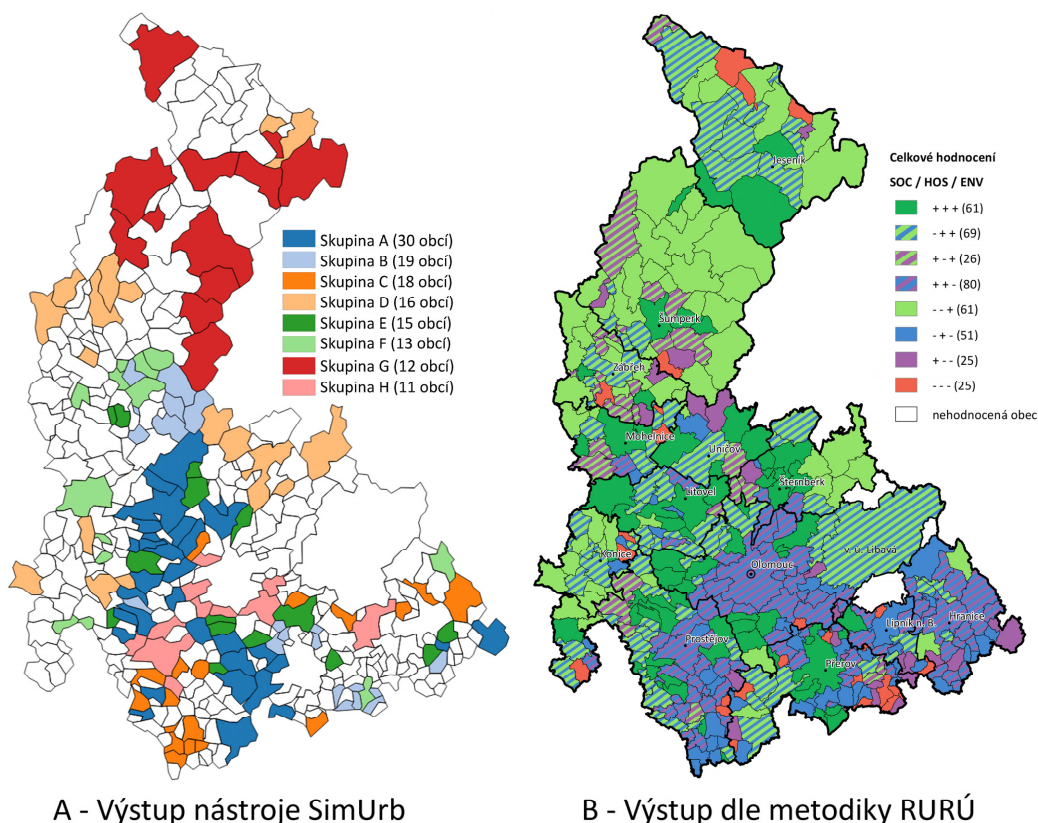 Skupina A (30 obcí)
Skupina B (19 obcí)
Skupina C (18 obcí)
Skupina D (16 obcí)
Skupina E (15 obcí)
Skupina F (13 obcí)
Skupina G (12 obcí)
Skupina H (11 obcí)
A - Výstup nástroje SimUrb
Jeseník
Šumperk
Zábřeh
Mohelnice
Uničov
Šternberk
Litovel
Konice
v. ú. Libavá
Olomouc
Hranice
Lipník n. B.
Prostějov
Přerov
Celkové hodnocení
SOC / HOS / ENV
+ + + (61)
- + + (69)
+ - + (26)
+ + - (80)
- - + (61)
- + - (51)
+ - - (25)
- - - (25)
nehodnocená obec
B - Výstup dle metodiky RURÚ